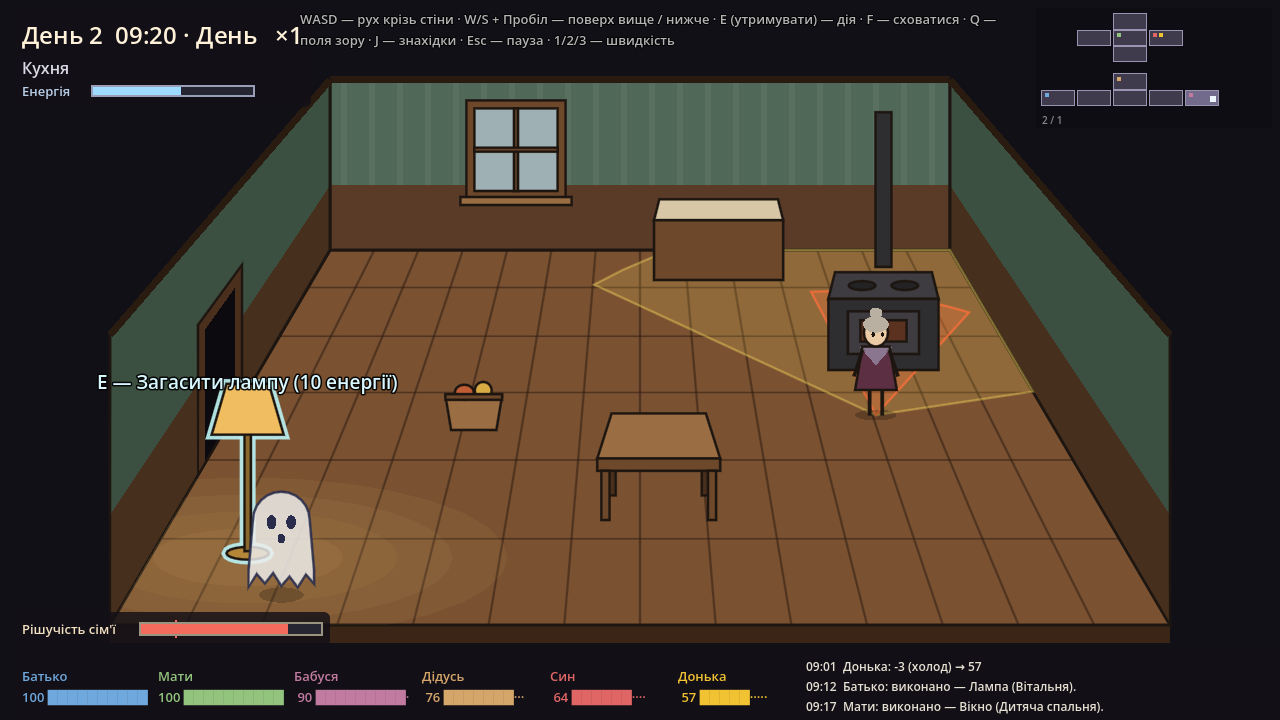 День 2 09:20 · День ×1
WASD — рух крізь стіни · W/S + Пробіл — поверх вище / нижче · E (утримувати) — дія · F — сховатися · Q —
поля зору · J — знахідки · Esc — пауза · 1/2/3 — швидкість
Кухня
Енергія
2 / 1
E — Загасити лампу (10 енергії)
Рішучість сім'ї
Батько
100
Мати
100
Бабуся
90
Дідусь
76
Син
64
Донька
57
09:01 Донька: -3 (холод) → 57
09:12 Батько: виконано — Лампа (Вітальня).
09:17 Мати: виконано — Вікно (Дитяча спальня).